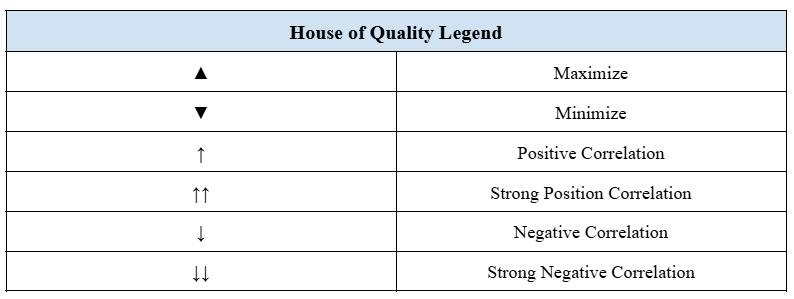 House of Quality Legend
▲ Maximize
▼ Minimize
↑ Positive Correlation
↑↑ Strong Position Correlation
↓ Negative Correlation
↓↓ Strong Negative Correlation